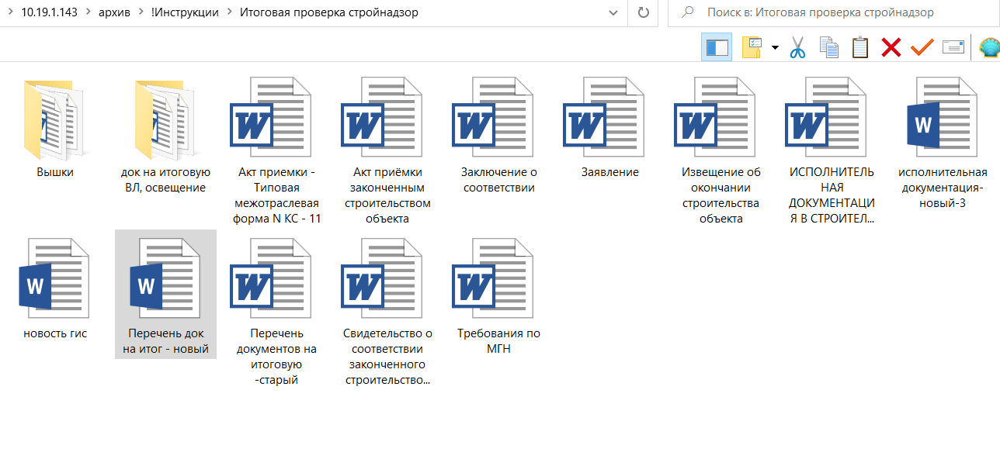 10.19.1.143 > архив > !Инструкции > Итоговая проверка стройнадзор
Поиск в: Итоговая проверка стройнадзор
Вышки
док на итоговую
ВЛ, освещение
Акт приемки -
Типовая
межотраслевая
форма N КС - 11
Акт приёмки
законченным
строительством
объекта
Заключение о
соответствии
Заявление
Извещение об
окончании
строительства
объекта
ИСПОЛНИТЕЛЬ
НАЯ
ДОКУМЕНТАЦИ
Я В СТРОИТЕЛ...
исполнительная
документация-
новый-3
новость гис
Перечень док
на итог - новый
Перечень
документов на
итоговую
-старый
Свидетельство о
соответствии
законченного
строительство...
Требования по
МГН